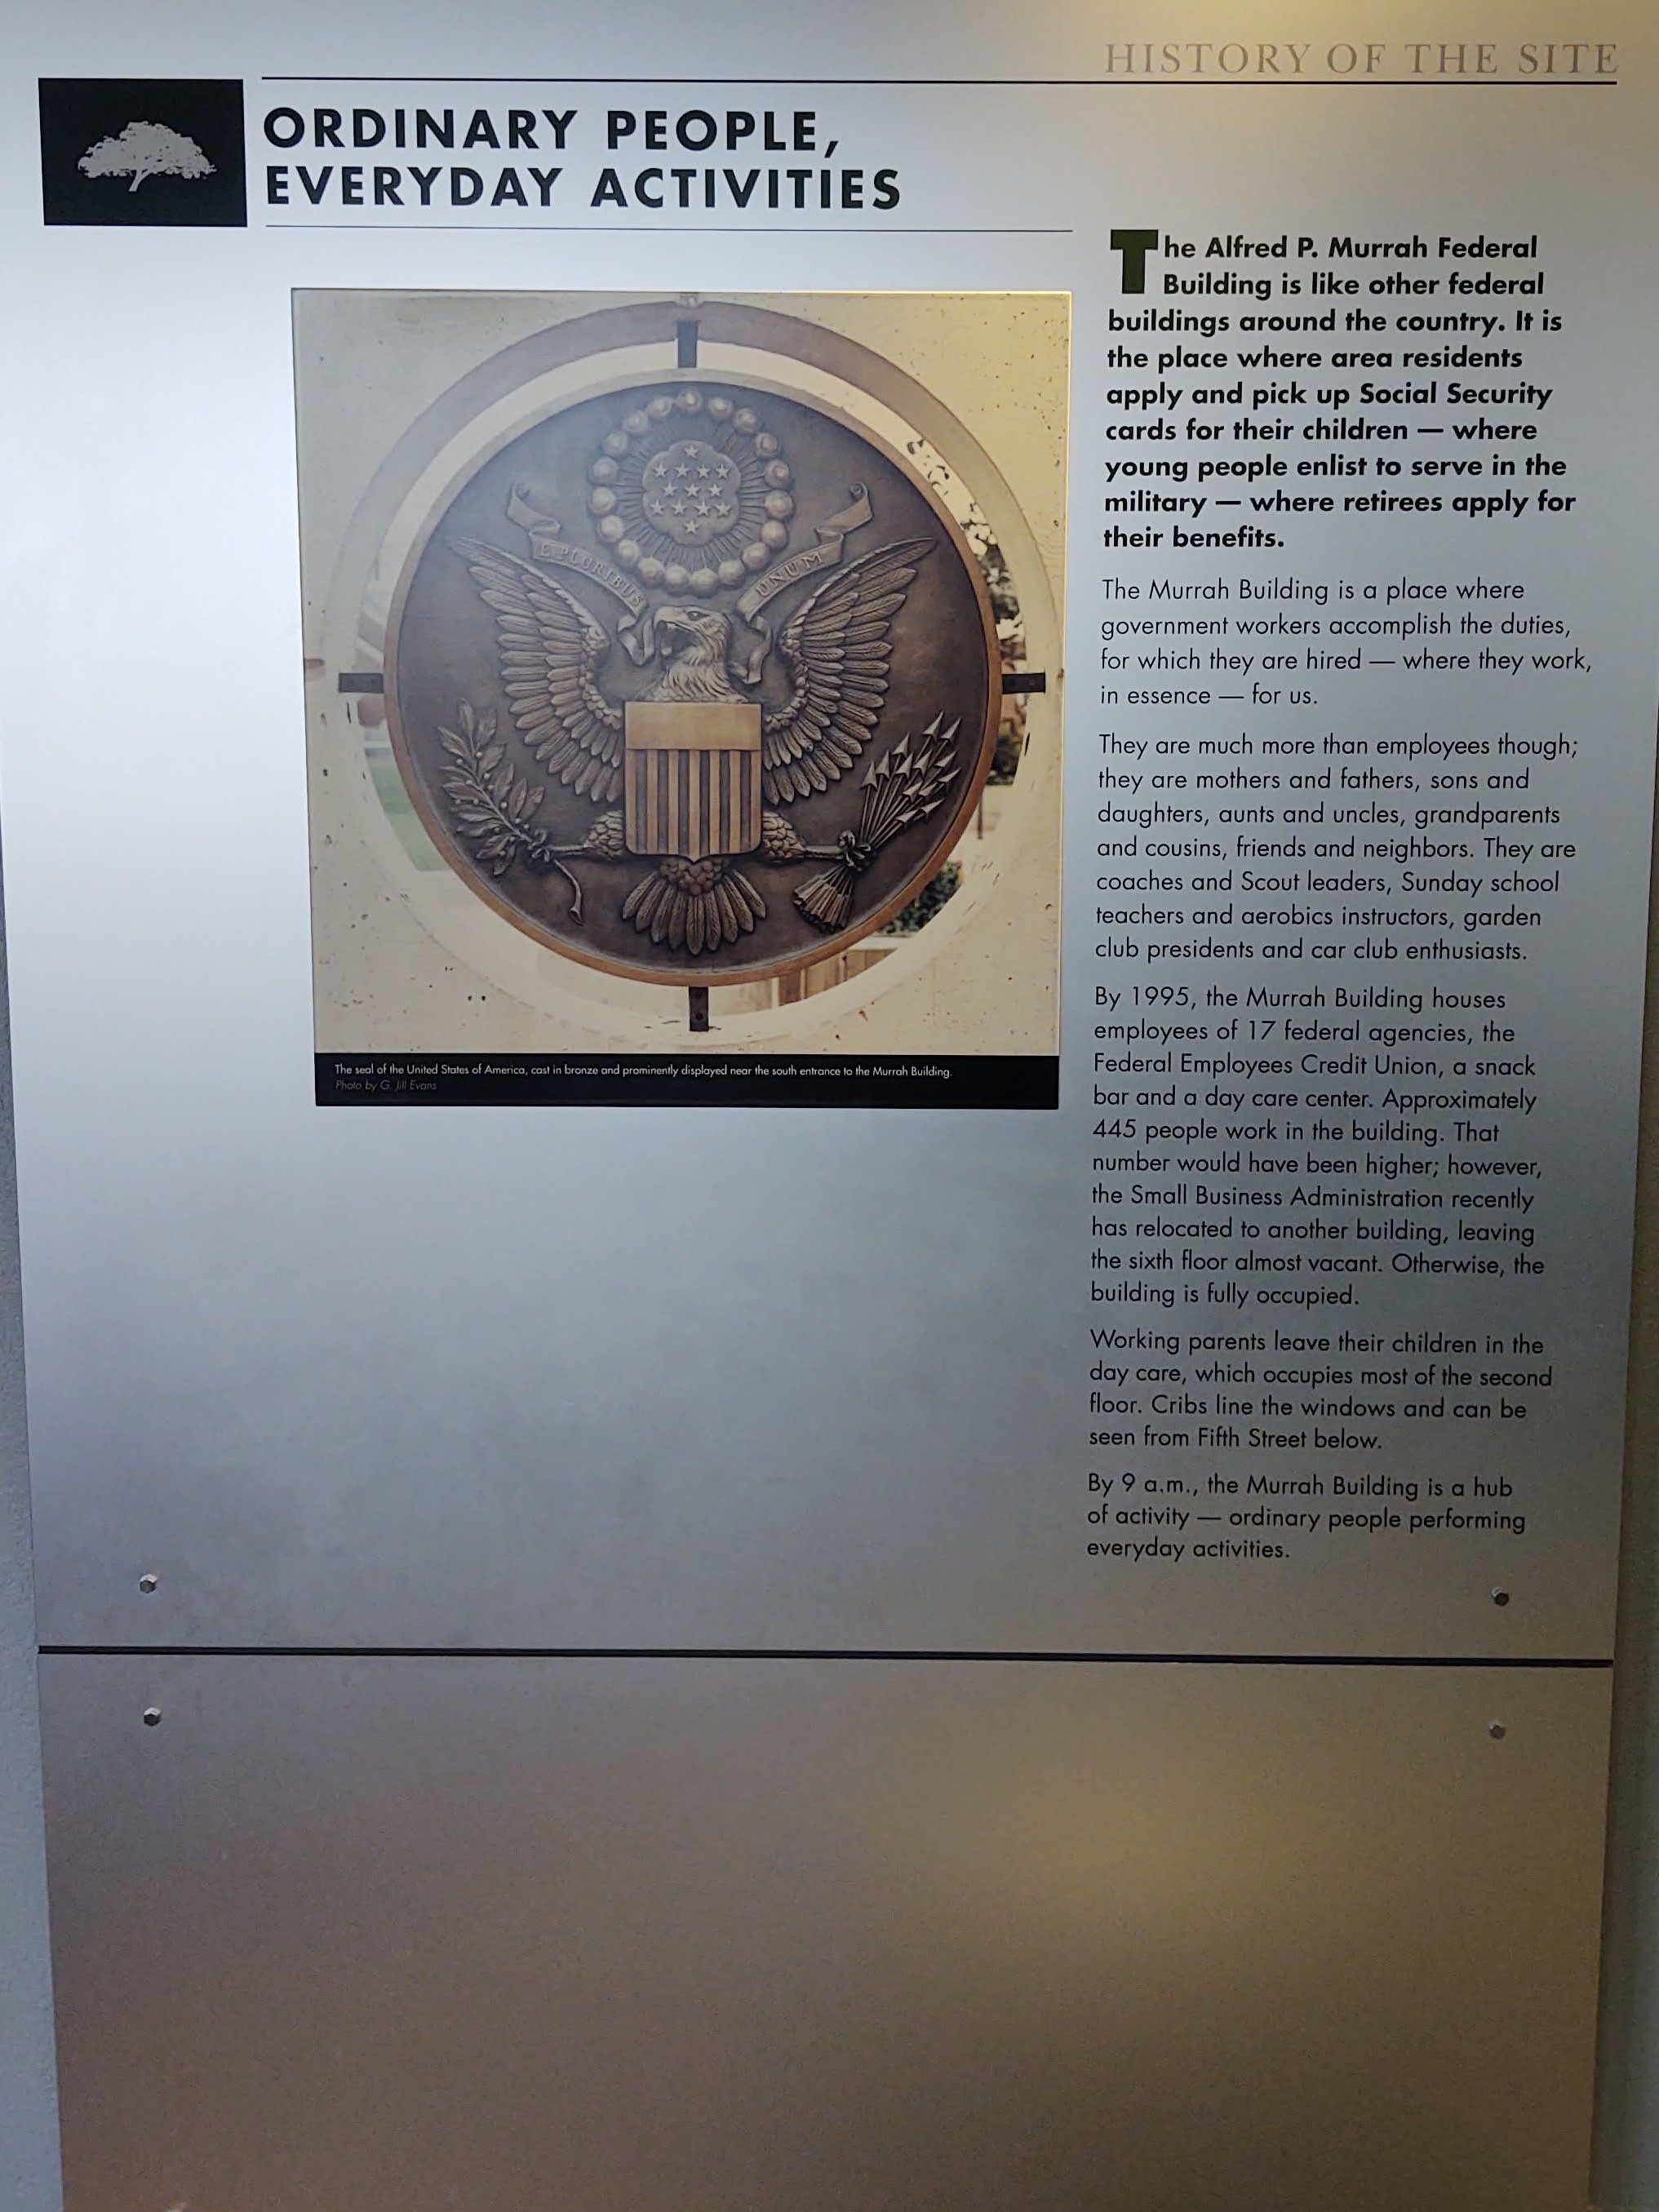 HISTORY OF THE SITE
ORDINARY PEOPLE,
EVERYDAY ACTIVITIES
E PLURIBUS
UNUM
The seal of the United States of America, cast in bronze and prominently displayed near the south entrance to the Murrah Building.
Photo by G. Jill Evans
The Alfred P. Murrah Federal
Building is like other federal
buildings around the country. It is
the place where area residents
apply and pick up Social Security
cards for their children — where
young people enlist to serve in the
military — where retirees apply for
their benefits.
The Murrah Building is a place where
government workers accomplish the duties,
for which they are hired — where they work,
in essence — for us.
They are much more than employees though;
they are mothers and fathers, sons and
daughters, aunts and uncles, grandparents
and cousins, friends and neighbors. They are
coaches and Scout leaders, Sunday school
teachers and aerobics instructors, garden
club presidents and car club enthusiasts.
By 1995, the Murrah Building houses
employees of 17 federal agencies, the
Federal Employees Credit Union, a snack
bar and a day care center. Approximately
445 people work in the building. That
number would have been higher; however,
the Small Business Administration recently
has relocated to another building, leaving
the sixth floor almost vacant. Otherwise, the
building is fully occupied.
Working parents leave their children in the
day care, which occupies most of the second
floor. Cribs line the windows and can be
seen from Fifth Street below.
By 9 a.m., the Murrah Building is a hub
of activity — ordinary people performing
everyday activities.